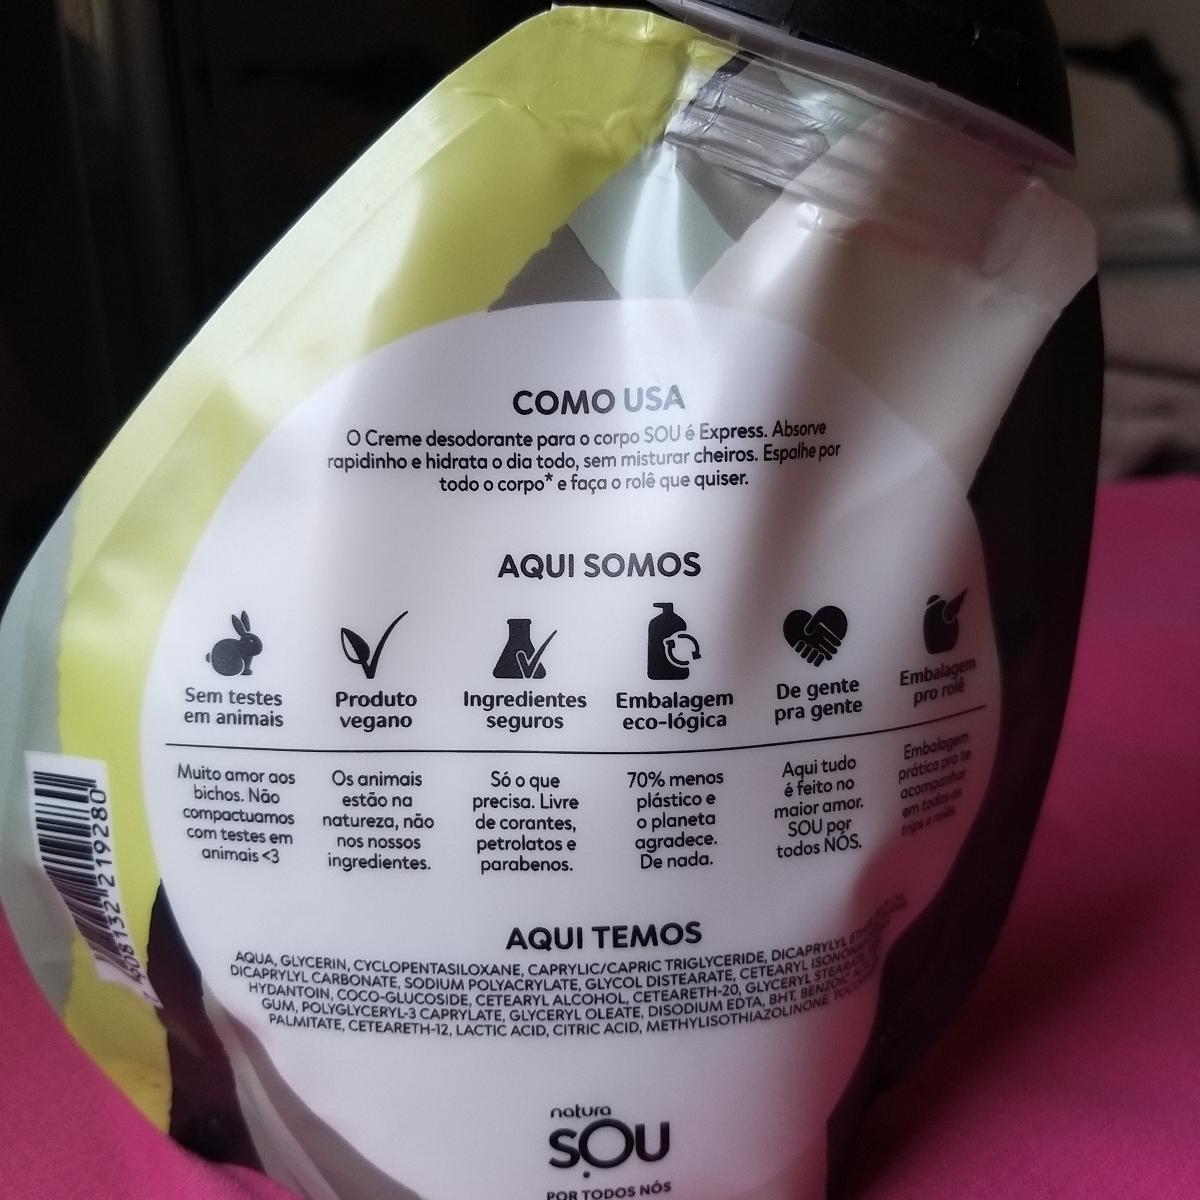 COMO USA
O Creme desodorante para o corpo SOU é Express. Absorve
rapidinho e hidrata o dia todo, sem misturar cheiros. Espalhe por
todo o corpo* e faça o rolê que quiser.
AQUI SOMOS
Sem testes
em animais
Produto
vegano
Ingredientes
seguros
Embalagem
eco-lógica
De gente
pra gente
Embalagem
pro rolê
Muito amor aos
bichos. Não
compactuamos
com testes em
animais <3
Os animais
estão na
natureza, não
nos nossos
ingredientes.
Só o que
precisa. Livre
de corantes,
petrolatos e
parabenos.
70% menos
plástico e
o planeta
agradece.
De nada.
Aqui tudo
é feito no
maior amor.
SOU por
todos NÓS.
Embalagem
prática pra te
acompanhar
em todas as
trips e rolês.
AQUI TEMOS
AQUA, GLYCERIN, CYCLOPENTASILOXANE, CAPRYLIC/CAPRIC TRIGLYCERIDE, DICAPRYLYL
DICAPRYLYL CARBONATE, SODIUM POLYACRYLATE, GLYCOL DISTEARATE, CETEARYL
HYDANTOIN, COCO-GLUCOSIDE, CETEARYL ALCOHOL, CETEARETH-20, GLYCERYL
GUM, POLYGLYCERYL-3 CAPRYLATE, GLYCERYL OLEATE, DISODIUM EDTA, BHT, BENZOIC
PALMITATE, CETEARETH-12, LACTIC ACID, CITRIC ACID, METHYLISOTHIAZOLINONE,
7 908132 219280
natura
SOU
POR TODOS NÓS